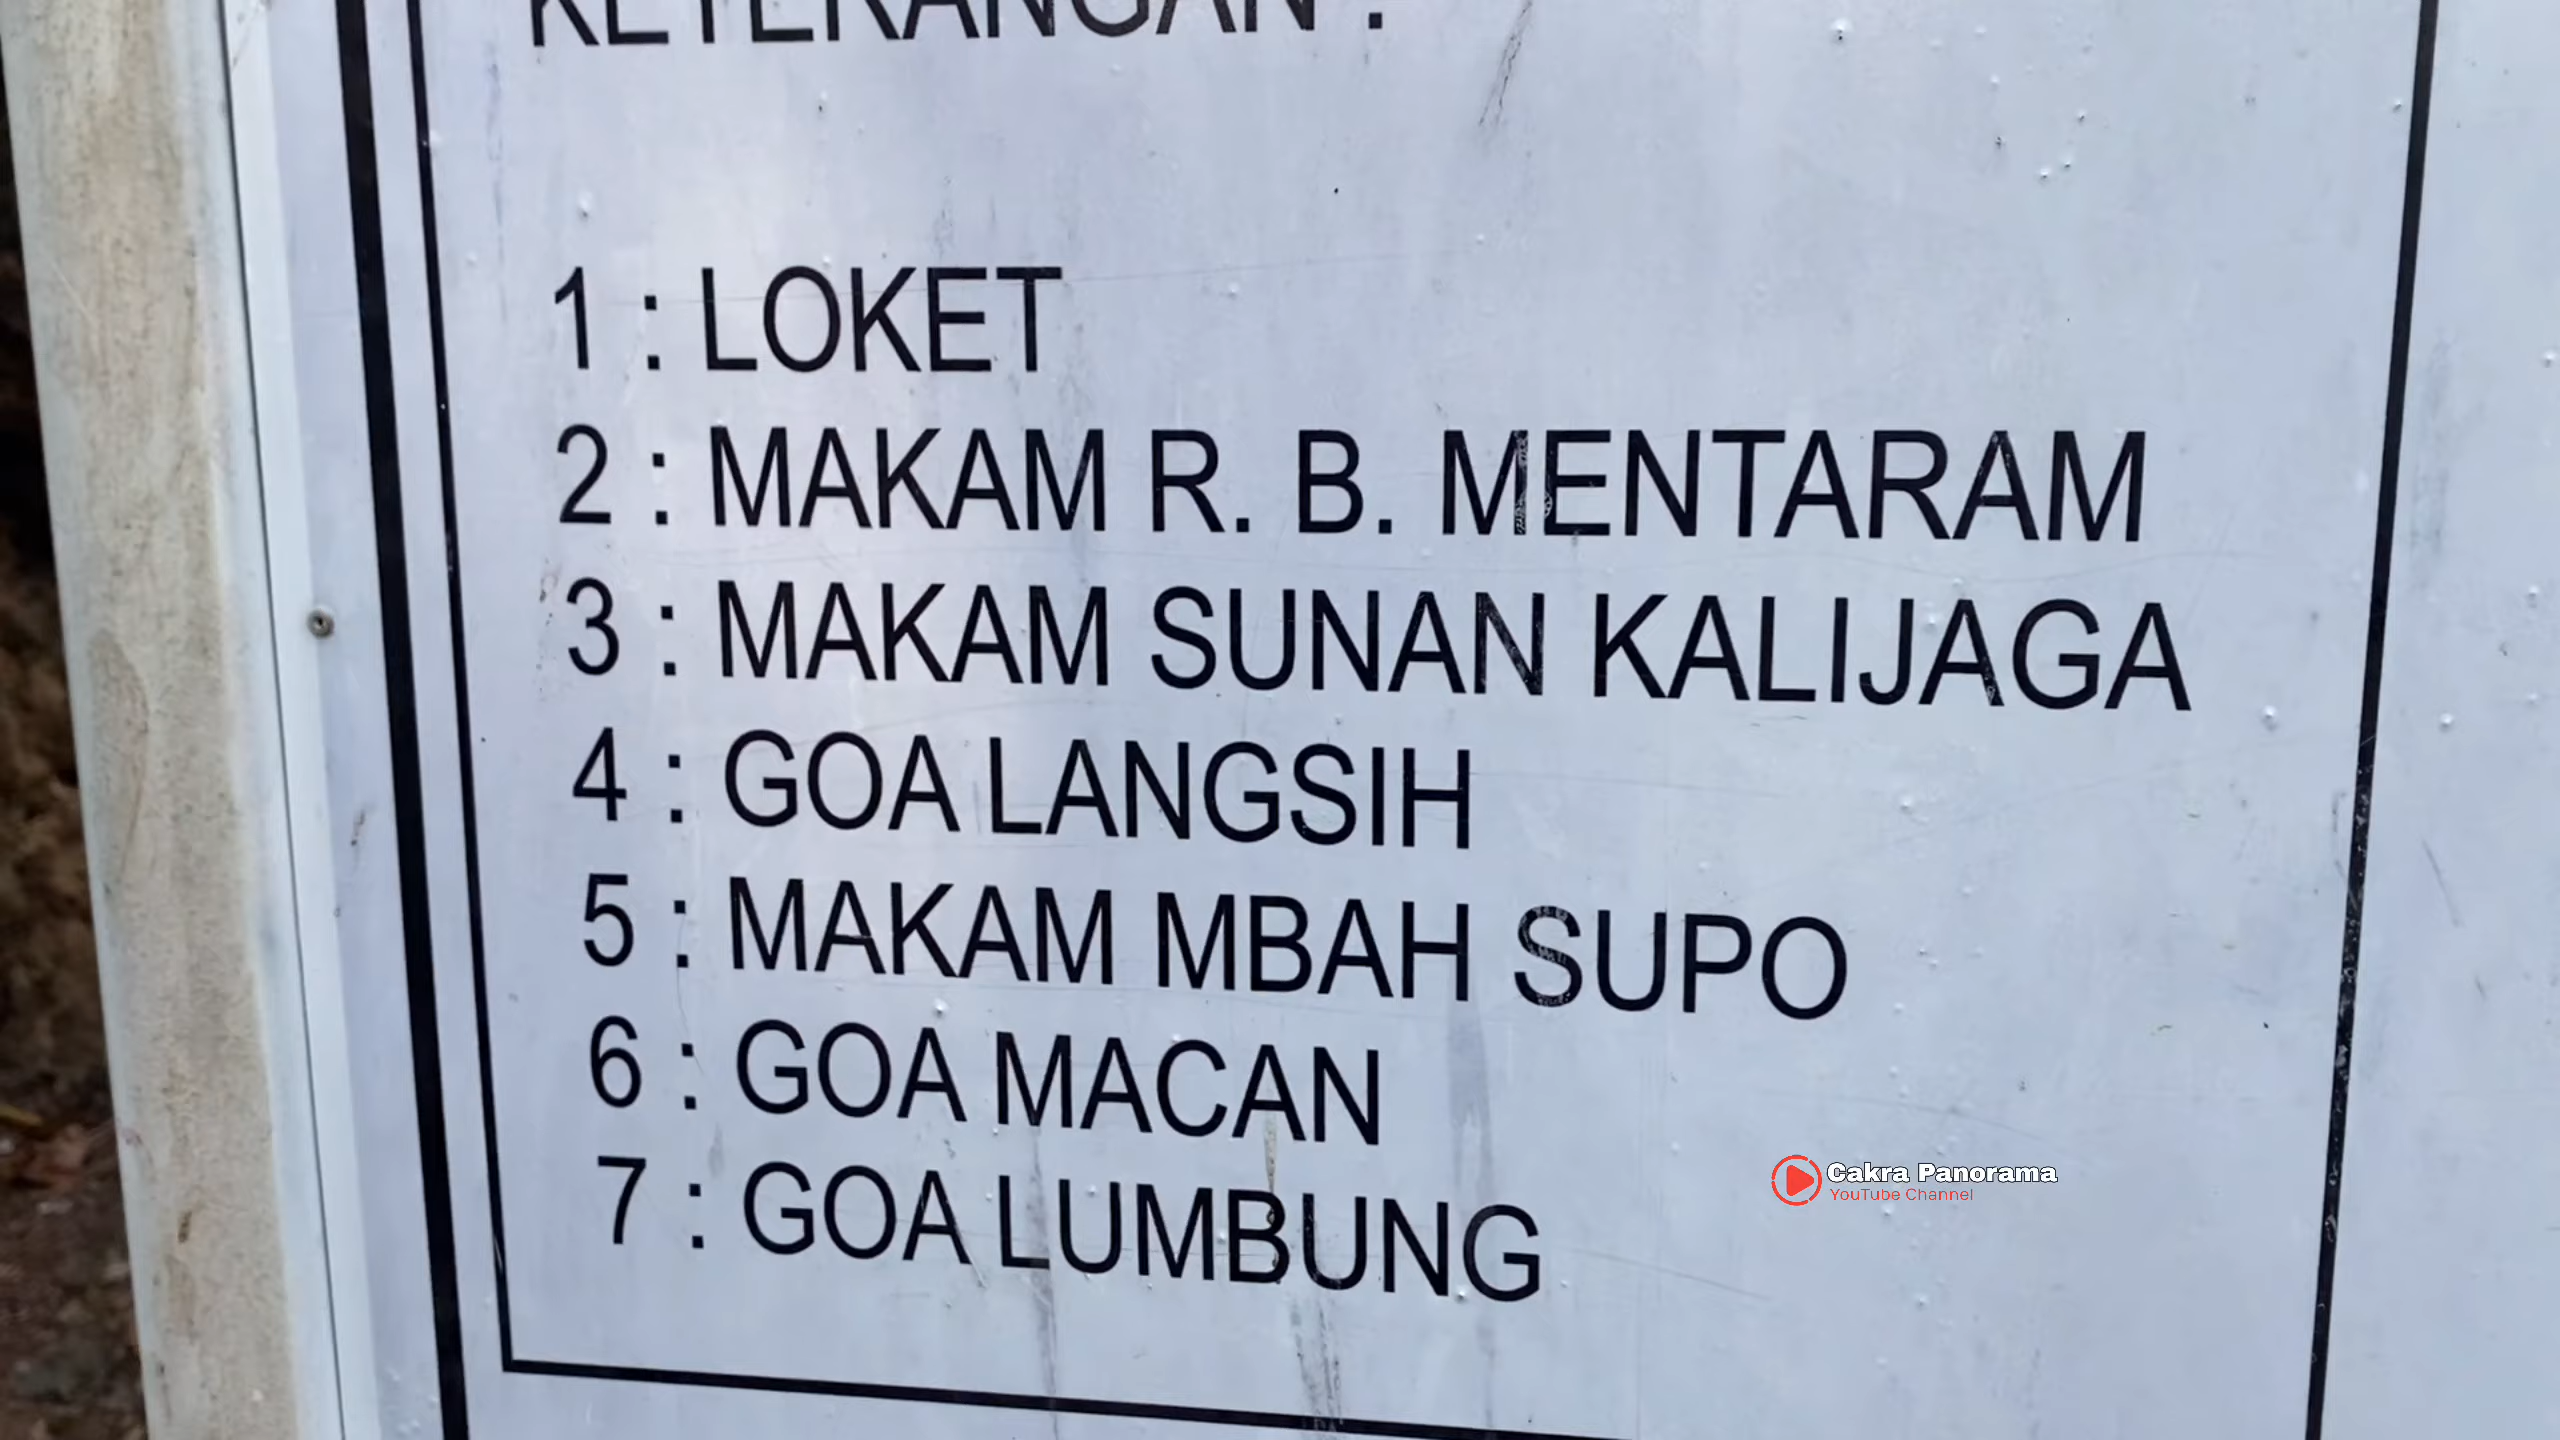 KETERANGAN :
1 : LOKET
2 : MAKAM R. B. MENTARAM
3 : MAKAM SUNAN KALIJAGA
4 : GOA LANGSIH
5 : MAKAM MBAH SUPO
6 : GOA MACAN
7 : GOA LUMBUNG
Cakra Panorama
YouTube Channel